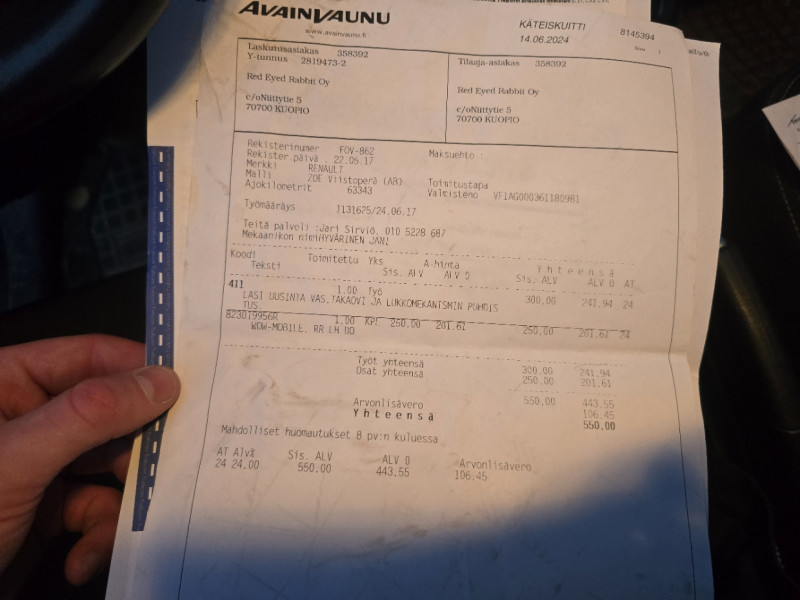 AVAINVAUNU
www.avainvaunu.fi
KÄTEISKUITTI
14.06.2024
8145394
Sivu 1
Laskutusasiakas 358392
Y-tunnus 2819473-2
Red Eyed Rabbit Oy
c/oNiittytie 5
70700 KUOPIO
Tilaaja-asiakas 358392
Red Eyed Rabbit Oy
c/oNiittytie 5
70700 KUOPIO
Rekisterinumer FOV-862
Rekister.päivä 22.05.17
Merkki RENAULT
Malli ZOE Viistoperä (AB)
Ajokilometrit 63343
Maksuehto :
Toimitustapa
Valmisteno VF1AG000361180981
Työmääräys 1131675/24.06.17
Teitä palveli :Jari Sirviö, 010 5228 687
Mekaanikon nimiHYVÄRINEN JANI
Koodi Toimitettu Yks A-hinta Yhteensä
Teksti Sis. ALV ALV 0 Sis. ALV ALV 0 AT
411 1.00 Työ 300,00 241.94 24
LASI UUSINTA VAS.TAKAOVI JA LUKKOMEKANISMIN PUHDIS
TUS.
823019956R 1.00 KPL 250.00 201.61 250.00 201.61 24
WDW-MOBILE. RR LH DO
Työt yhteensä 300.00 241.94
Osat yhteensä 250.00 201.61
550.00 443.55
Arvonlisävero 106.45
Yhteensä 550,00
Mahdolliset huomautukset 8 pv:n kuluessa
AT Alv% Sis. ALV ALV 0 Arvonlisävero
24 24.00 550.00 443.55 106.45